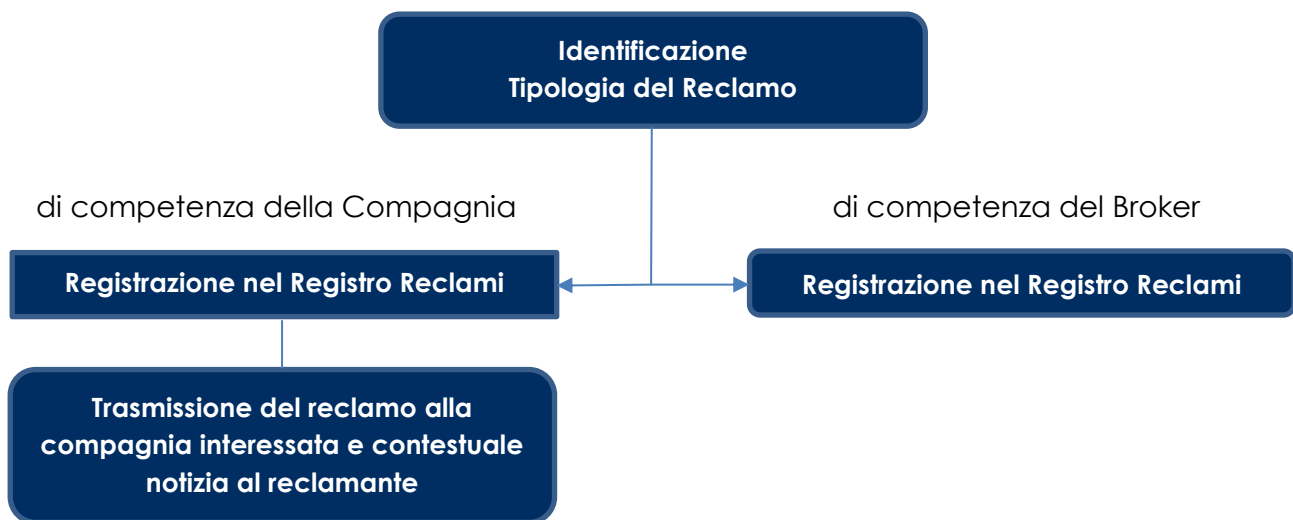 Identificazione
Tipologia del Reclamo
di competenza della Compagnia
di competenza del Broker
Registrazione nel Registro Reclami
Registrazione nel Registro Reclami
Trasmissione del reclamo alla
compagnia interessata e contestuale
notizia al reclamante